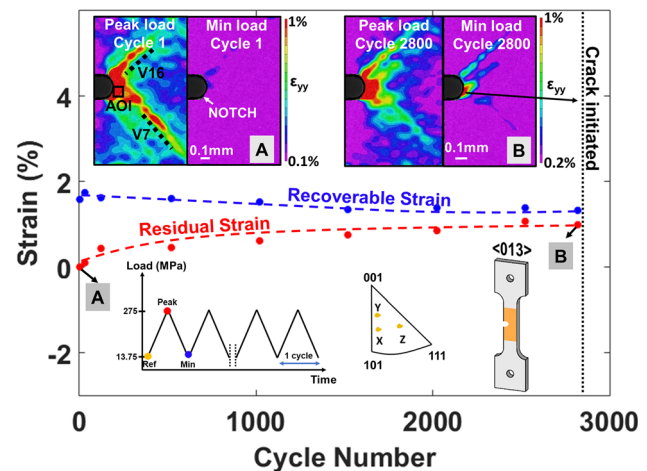 Peak load
Cycle 1
Min load
Cycle 1
1%
εyy
0.1%
V16
AOI
V7
NOTCH
0.1mm
A
Peak load
Cycle 2800
Min load
Cycle 2800
1%
εyy
0.2%
0.1mm
B
Crack initiated
Strain (%)
4
2
0
-2
Recoverable Strain
Residual Strain
A
B
Load (MPa)
Peak
275
13.75
Ref
Min
1 cycle
Time
001
Y
X
Z
101
111
<013>
0
1000
2000
3000
Cycle Number